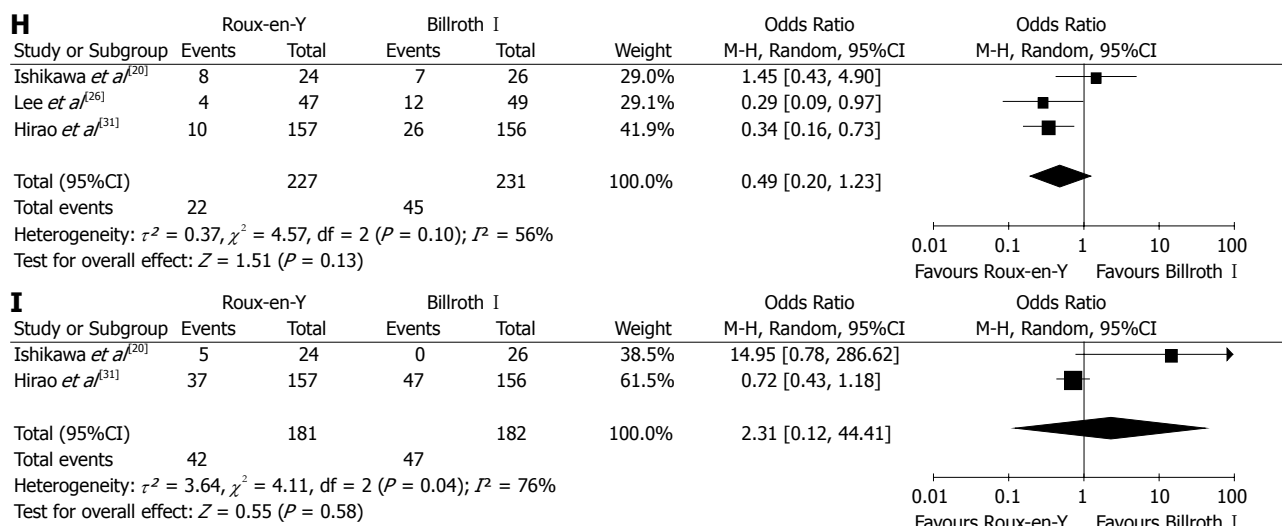 H
Roux-en-Y Billroth Ⅰ Odds Ratio Odds Ratio
Study or Subgroup Events Total Events Total Weight M-H, Random, 95%CI M-H, Random, 95%CI
Ishikawa et al[20] 8 24 7 26 29.0% 1.45 [0.43, 4.90]
Lee et al[26] 4 47 12 49 29.1% 0.29 [0.09, 0.97]
Hirao et al[31] 10 157 26 156 41.9% 0.34 [0.16, 0.73]
Total (95%CI) 227 231 100.0% 0.49 [0.20, 1.23]
Total events 22 45
Heterogeneity: τ² = 0.37, χ² = 4.57, df = 2 (P = 0.10); I² = 56%
Test for overall effect: Z = 1.51 (P = 0.13)
0.01 0.1 1 10 100
Favours Roux-en-Y Favours Billroth Ⅰ
I
Roux-en-Y Billroth Ⅰ Odds Ratio Odds Ratio
Study or Subgroup Events Total Events Total Weight M-H, Random, 95%CI M-H, Random, 95%CI
Ishikawa et al[20] 5 24 0 26 38.5% 14.95 [0.78, 286.62]
Hirao et al[31] 37 157 47 156 61.5% 0.72 [0.43, 1.18]
Total (95%CI) 181 182 100.0% 2.31 [0.12, 44.41]
Total events 42 47
Heterogeneity: τ² = 3.64, χ² = 4.11, df = 2 (P = 0.04); I² = 76%
Test for overall effect: Z = 0.55 (P = 0.58)
0.01 0.1 1 10 100
Favours Roux-en-Y Favours Billroth Ⅰ